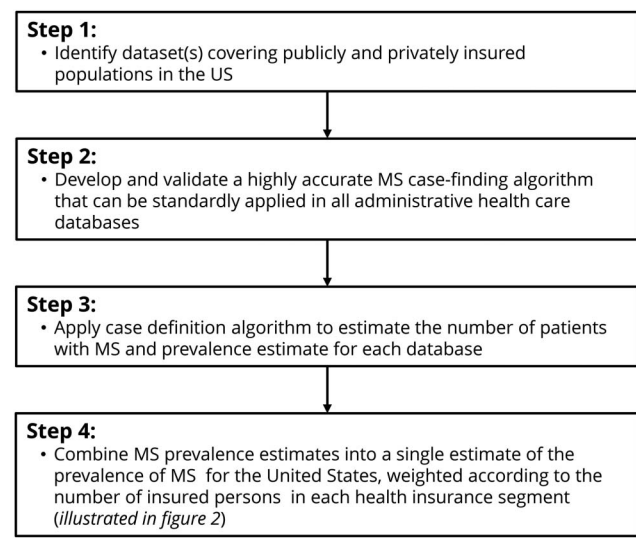 Step 1:
• Identify dataset(s) covering publicly and privately insured
populations in the US
Step 2:
• Develop and validate a highly accurate MS case-finding algorithm
that can be standardly applied in all administrative health care
databases
Step 3:
• Apply case definition algorithm to estimate the number of patients
with MS and prevalence estimate for each database
Step 4:
• Combine MS prevalence estimates into a single estimate of the
prevalence of MS for the United States, weighted according to the
number of insured persons in each health insurance segment
(illustrated in figure 2)